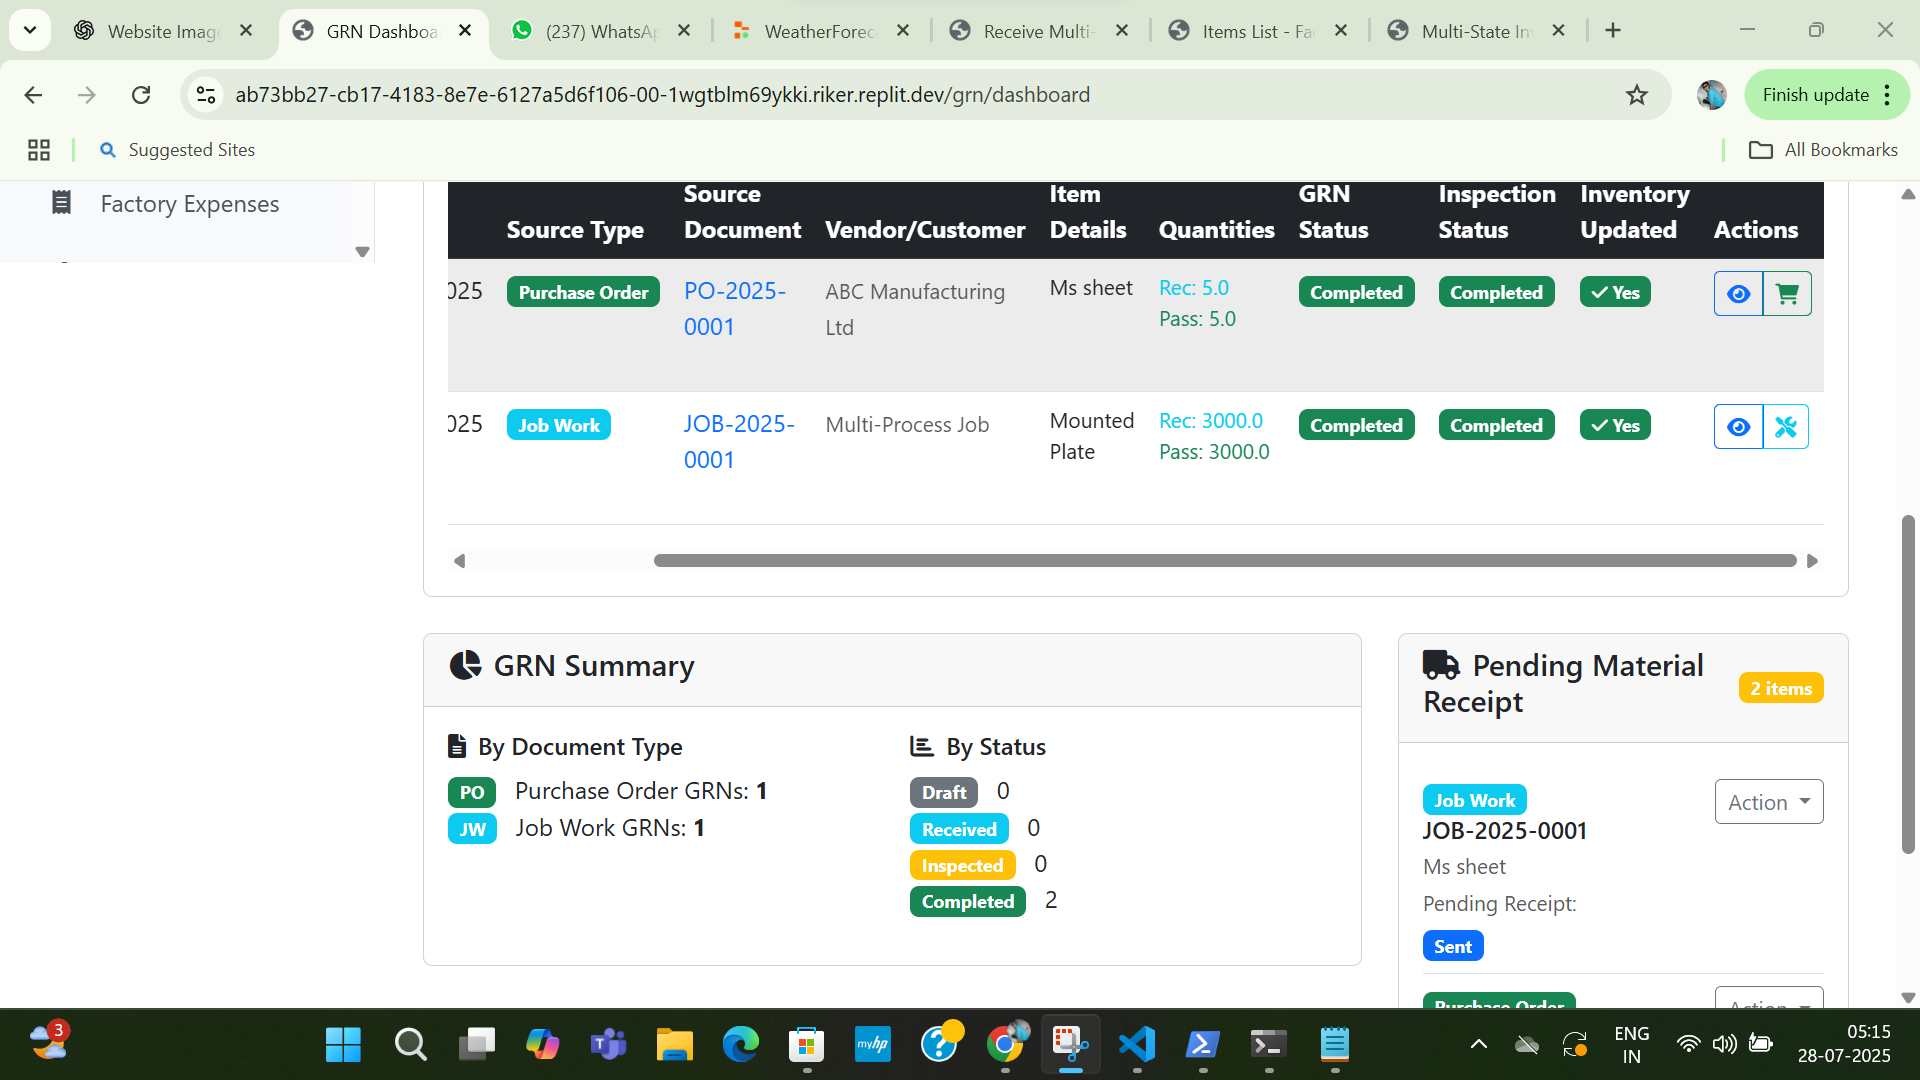 Website Imag
GRN Dashboa
(237) WhatsAp
WeatherForec
Receive Multi-
Items List - Fac
Multi-State Inv
ab73bb27-cb17-4183-8e7e-6127a5d6f106-00-1wgtblm69ykki.riker.replit.dev/grn/dashboard
Finish update
Suggested Sites
All Bookmarks
Factory Expenses
Source Type
Source
Document
Vendor/Customer
Item
Details
Quantities
GRN
Status
Inspection
Status
Inventory
Updated
Actions
025
Purchase Order
PO-2025-
0001
ABC Manufacturing
Ltd
Ms sheet
Rec: 5.0
Pass: 5.0
Completed
Completed
Yes
025
Job Work
JOB-2025-
0001
Multi-Process Job
Mounted
Plate
Rec: 3000.0
Pass: 3000.0
Completed
Completed
Yes
GRN Summary
By Document Type
PO Purchase Order GRNs: 1
JW Job Work GRNs: 1
By Status
Draft 0
Received 0
Inspected 0
Completed 2
Pending Material
Receipt
2 items
Job Work
JOB-2025-0001
Action
Ms sheet
Pending Receipt:
Sent
Purchase Order
Action
3
myhp
ENG
IN
05:15
28-07-2025